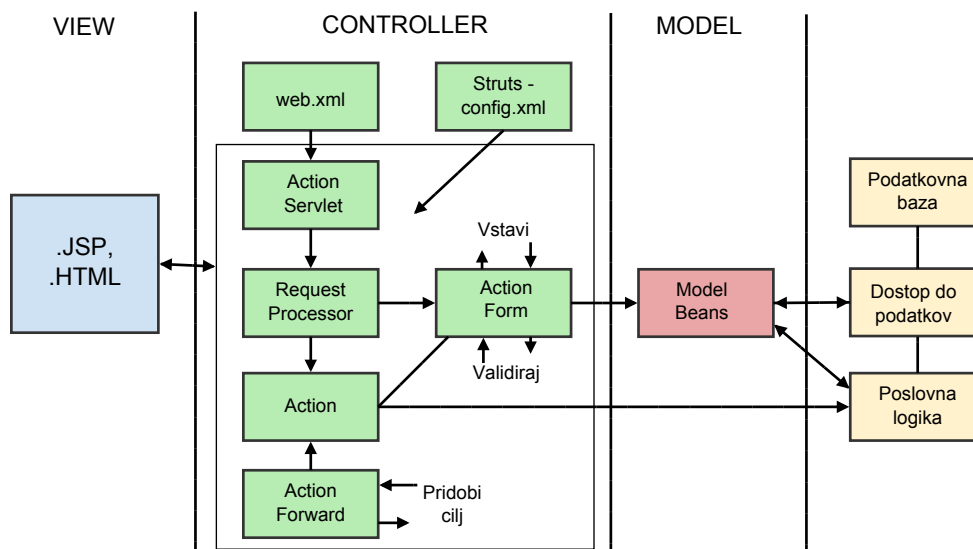 VIEW
CONTROLLER
MODEL
web.xml
Struts -
config.xml
Action
Servlet
Podatkovna
baza
.JSP,
.HTML
Vstavi
Request
Processor
Action
Form
Model
Beans
Dostop do
podatkov
Validiraj
Action
Poslovna
logika
Action
Forward
Pridobi
cilj